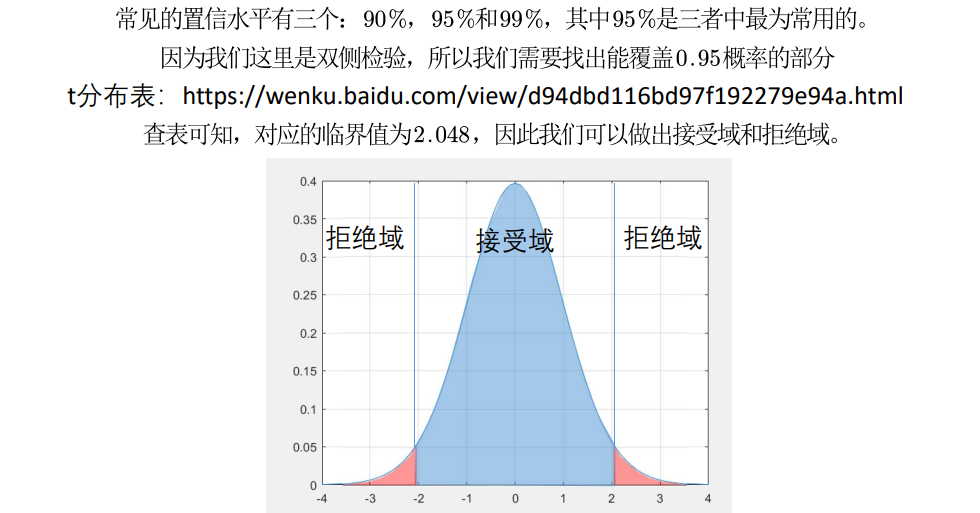 常见的置信水平有三个：90%，95%和99%，其中95%是三者中最为常用的。
因为我们这里是双侧检验，所以我们需要找出能覆盖0.95概率的部分
t分布表：https://wenku.baidu.com/view/d94dbd116bd97f192279e94a.html
查表可知，对应的临界值为2.048，因此我们可以做出接受域和拒绝域。
0.4
0.35
拒绝域 接受域 拒绝域
0.3
0.25
0.2
0.15
0.1
0.05
0
-4 -3 -2 -1 0 1 2 3 4